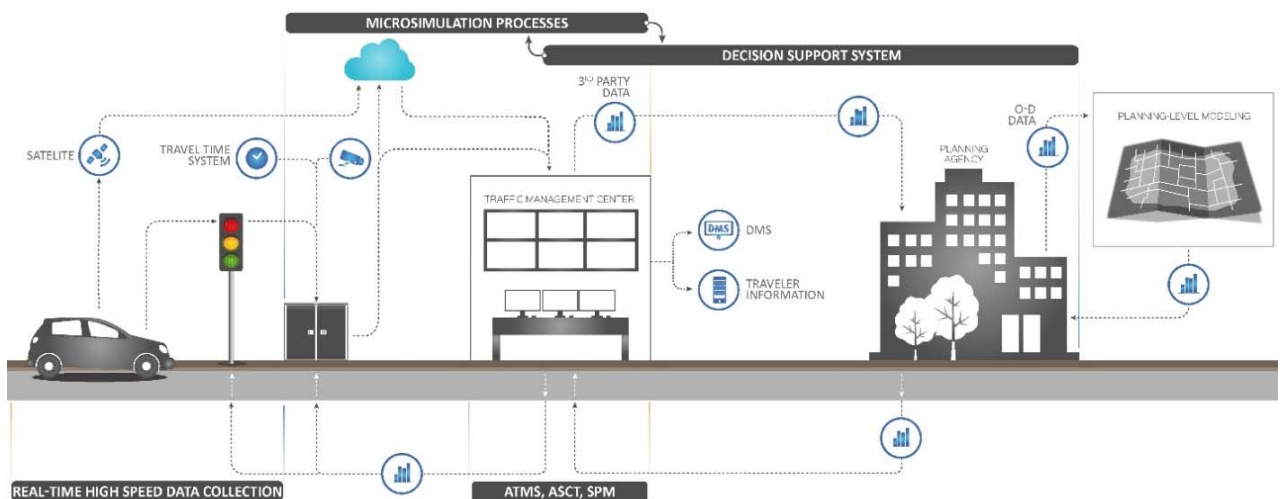 MICROSIMULATION PROCESSES
DECISION SUPPORT SYSTEM
3RD PARTY
DATA
O-D
DATA
PLANNING-LEVEL MODELING
SATELITE
TRAVEL TIME
SYSTEM
PLANNING
AGENCY
TRAFFIC MANAGEMENT CENTER
DMS
DMS
TRAVELER
INFORMATION
REAL-TIME HIGH SPEED DATA COLLECTION
ATMS, ASCT, SPM